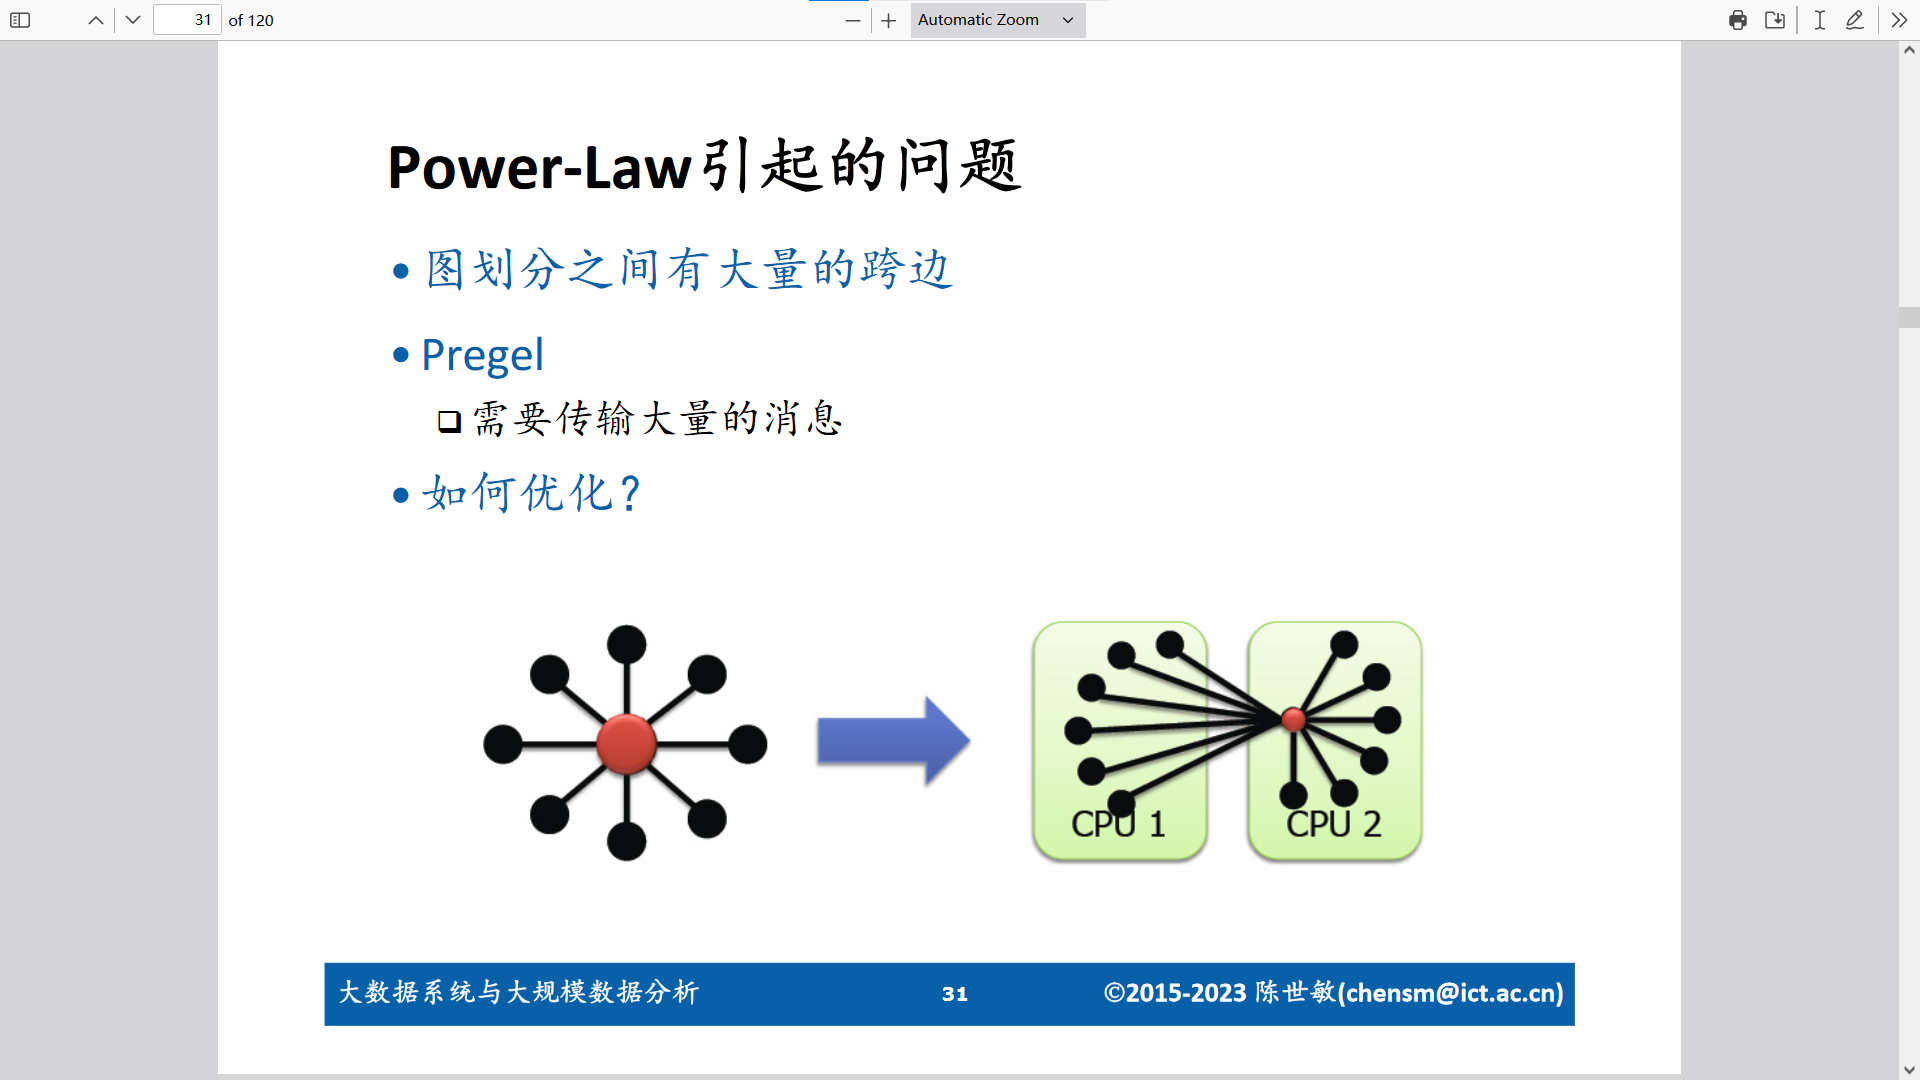 31 of 120
Automatic Zoom
Power-Law引起的问题
• 图划分之间有大量的跨边
• Pregel
❑ 需要传输大量的消息
• 如何优化？
CPU 1
CPU 2
大数据系统与大规模数据分析
31
©2015-2023 陈世敏(chensm@ict.ac.cn)